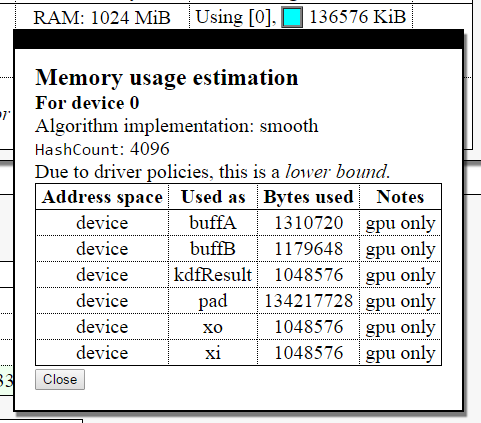 RAM: 1024 MiB Using [0], 136576 KiB
Memory usage estimation
For device 0
Algorithm implementation: smooth
HashCount: 4096
Due to driver policies, this is a lower bound.
Address space Used as Bytes used Notes
device buffA 1310720 gpu only
device buffB 1179648 gpu only
device kdfResult 1048576 gpu only
device pad 134217728 gpu only
device xo 1048576 gpu only
device xi 1048576 gpu only
Close